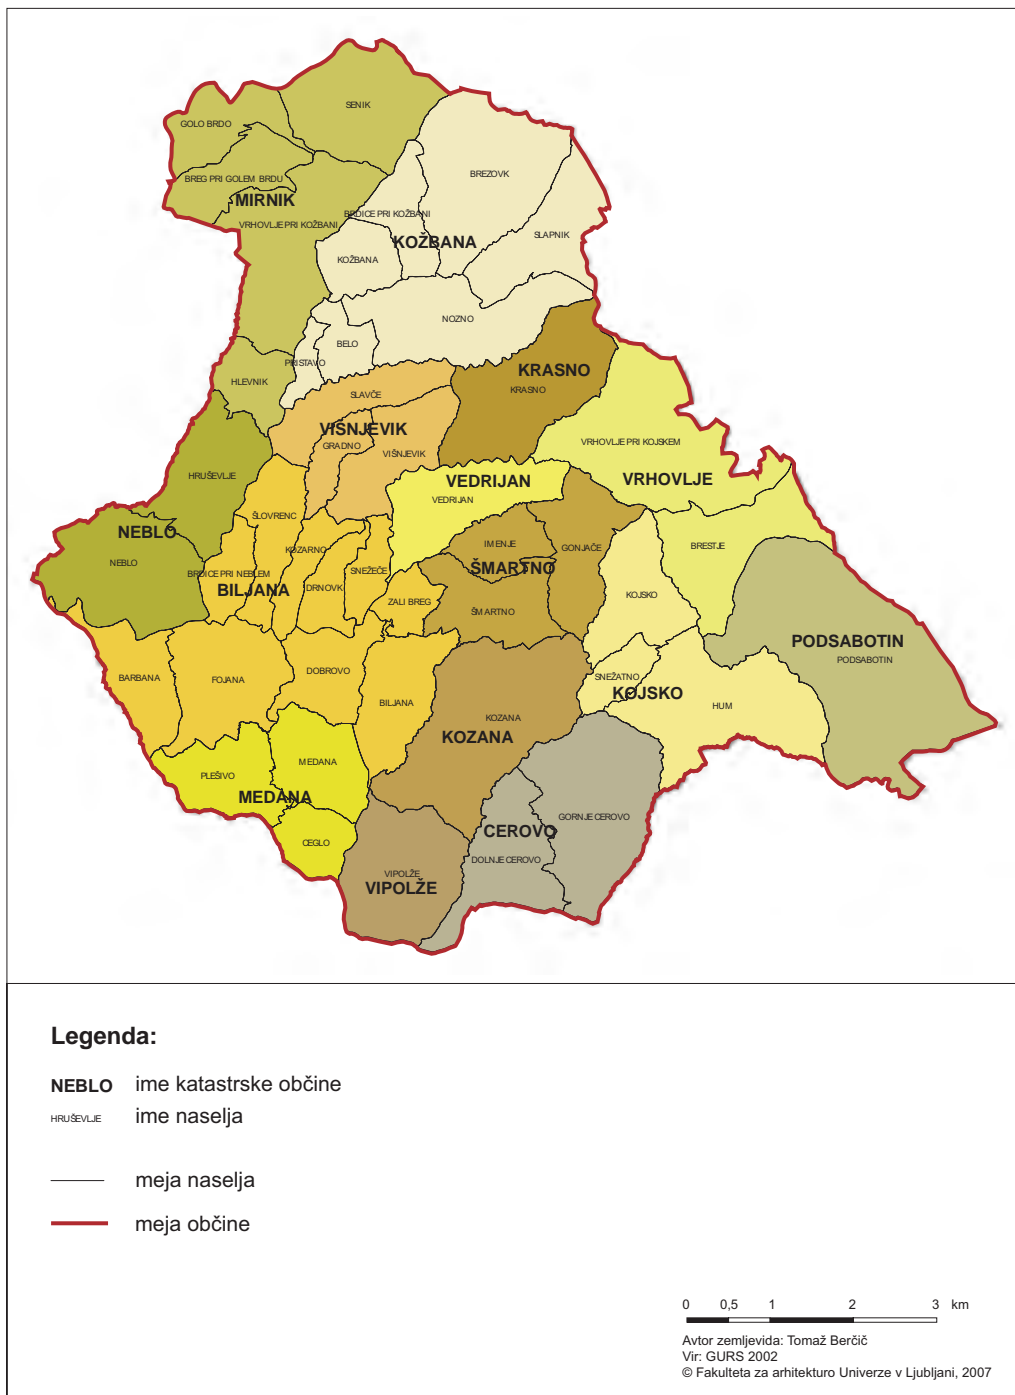 SENIK
GOLO BRDO
BREG PRI GOLEM BRDU
MIRNIK
VRHOVLJE PRI KOŽBANI
BREZOVK
BRDICE PRI KOŽBANI
SLAPNIK
KOŽBANA
KOŽBANA
NOZNO
BELO
PRISTAVO
HLEVNIK
KRASNO
KRASNO
SLAVČE
VIŠNJEVIK
GRADNO
VIŠNJEVIK
VRHOVLJE PRI KOJSKEM
VRHOVLJE
HRUŠEVLJE
VEDRIJAN
VEDRIJAN
ŠLOVRENC
NEBLO
NEBLO
KOZARNO
IMENJE
GONJAČE
BRESTJE
BRDICE PRI NEBLEM
SNEŽEČE
ŠMARTNO
BILJANA
DRNOVK
ZALI BREG
ŠMARTNO
KOJSKO
PODSABOTIN
PODSABOTIN
BARBANA
FOJANA
DOBROVO
SNEŽATNO
KOJSKO
BILJANA
HUM
KOZANA
KOZANA
MEDANA
PLEŠIVO
MEDANA
GORNJE CEROVO
CEROVO
CEGLO
DOLNJE CEROVO
VIPOLŽE
VIPOLŽE
Legenda:
NEBLO ime katastrske občine
HRUŠEVLJE ime naselja
meja naselja
meja občine
0 0,5 1 2 3 km
Avtor zemljevida: Tomaž Berčič
Vir: GURS 2002
© Fakulteta za arhitekturo Univerze v Ljubljani, 2007